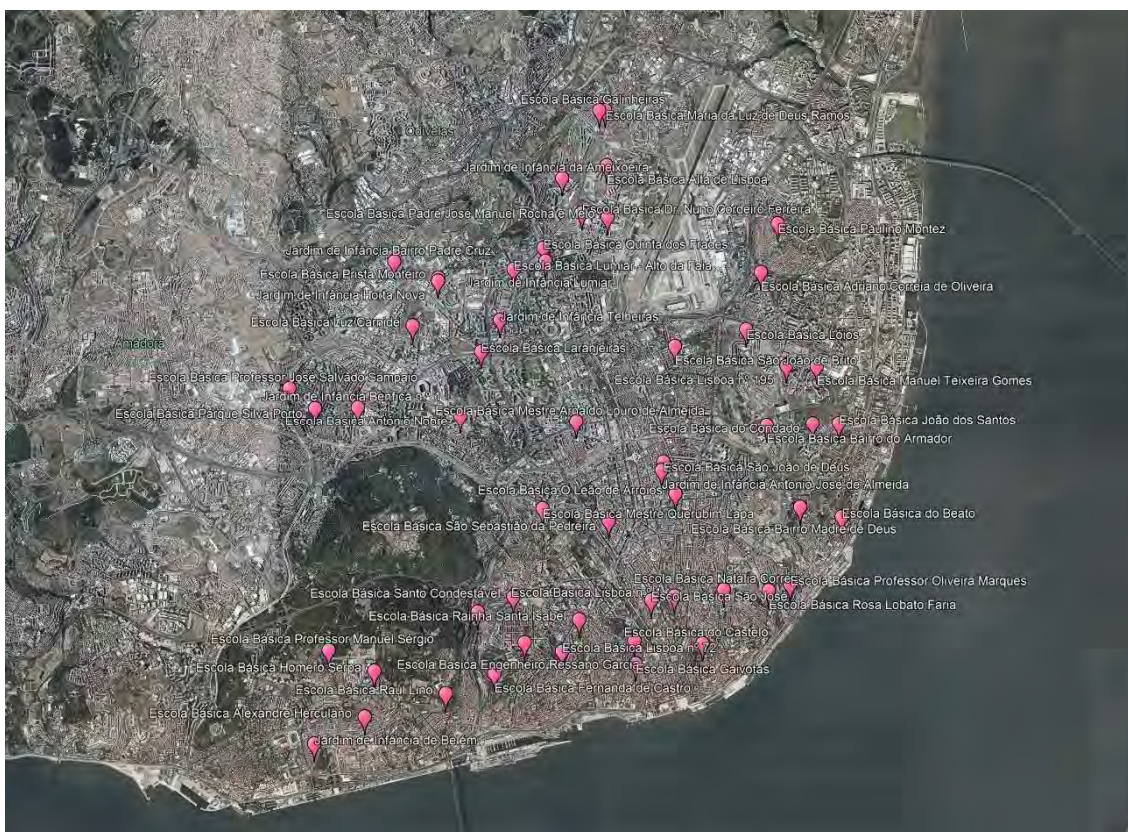 Escola Básica Galinheiras
Escola Básica Maria da Luz de Deus Ramos
Odivelas
Jardim de Infância da Ameixoeira
Escola Básica Alta de Lisboa
Escola Básica Padre José Manuel Rocha e Melo
Escola Básica Dr. Nuno Cordeiro Ferreira
Escola Básica Paulino Montez
Escola Básica Quinta dos Frades
Jardim de Infância Bairro Padre Cruz
Escola Básica Lumiar - Alto da Faia
Escola Básica Prista Monteiro
Jardim de Infância Lumiar
Escola Básica Adriano Correia de Oliveira
Jardim de Infância Horta Nova
Jardim de Infância Telheiras
Escola Básica Luz Carnide
Escola Básica Lóios
Amadora
Escola Básica Laranjeiras
Escola Básica São João de Brito
Escola Básica Professor José Salvado Sampaio
Escola Básica Lisboa nº 195
Escola Básica Manuel Teixeira Gomes
Jardim de Infância Benfica
Escola Básica Parque Silva Porto
Escola Básica Mestre Arnaldo Louro de Almeida
Escola Básica António Nobre
Escola Básica João dos Santos
Escola Básica do Condado
Escola Básica Bairro do Armador
Escola Básica São João de Deus
Jardim de Infância António José de Almeida
Escola Básica O Leão de Arroios
Escola Básica Mestre Querubim Lapa
Escola Básica do Beato
Escola Básica São Sebastião da Pedreira
Escola Básica Bairro Madre de Deus
Escola Básica Natália Corre
Escola Básica Professor Oliveira Marques
Escola Básica Santo Condestável
Escola Básica Lisboa n
Escola Básica São José
Escola Básica Rosa Lobato Faria
Escola Básica Rainha Santa Isabel
Escola Básica do Castelo
Escola Básica Professor Manuel Sérgio
Escola Básica Lisboa nº 72
Escola Básica Homero Serpa
Escola Básica Engenheiro Ressano Garcia
Escola Básica Gaivotas
Escola Básica Raul Lino
Escola Básica Fernanda de Castro
Escola Básica Alexandre Herculano
Jardim de Infância de Belém